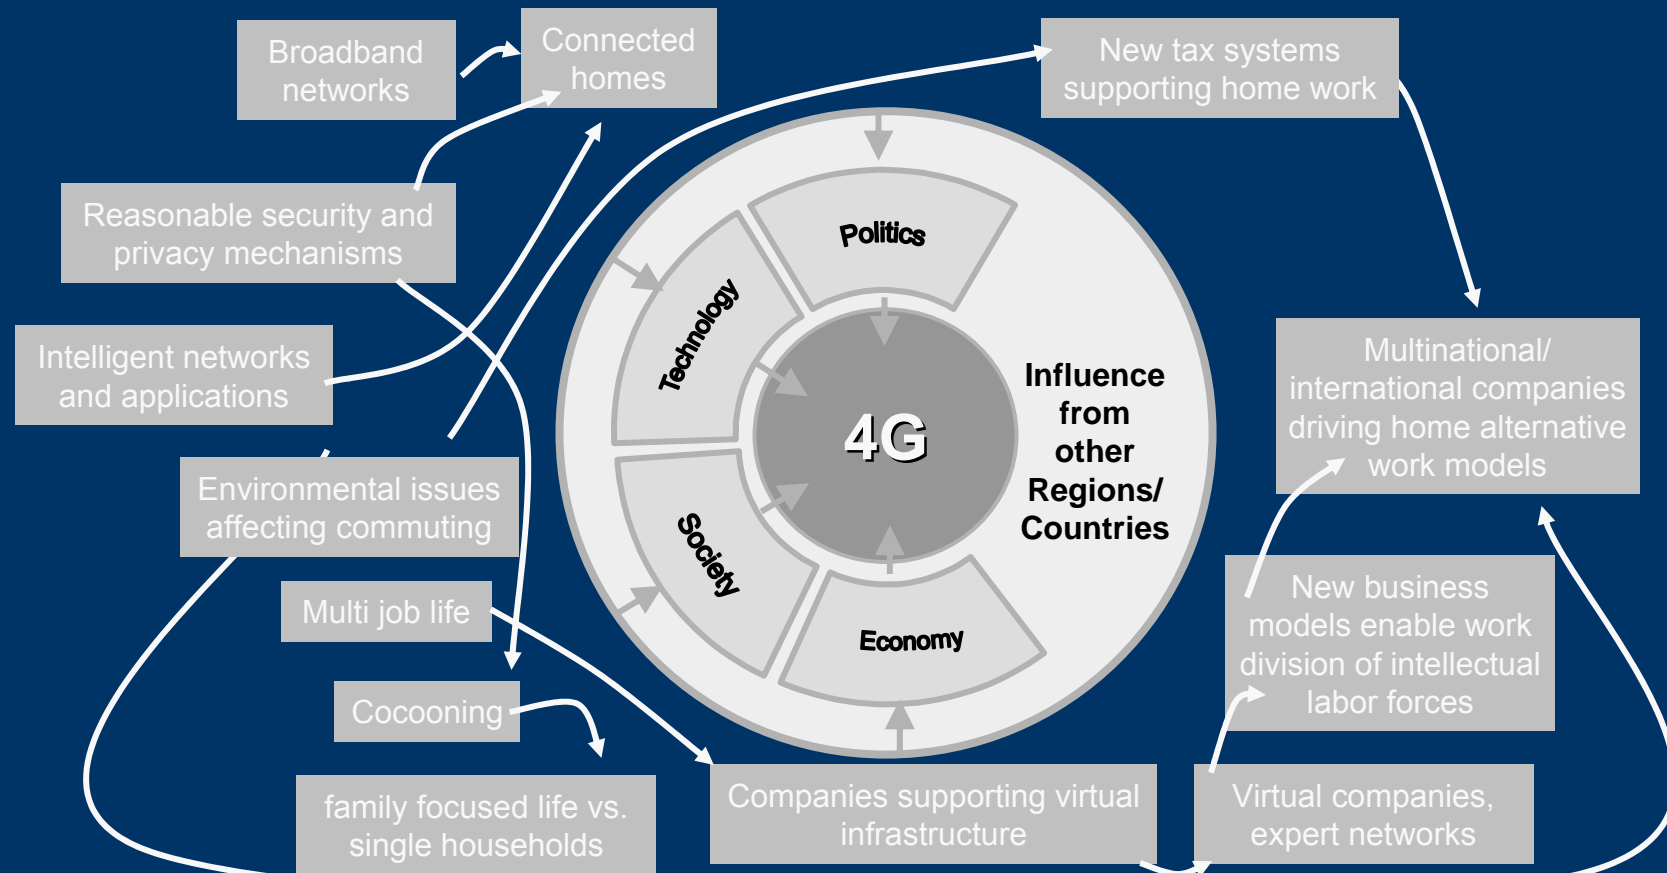 Broadband
networks
Connected
homes
New tax systems
supporting home work
Reasonable security and
privacy mechanisms
Politics
Technology
Intelligent networks
and applications
4G
Influence
from
other
Regions/
Countries
Multinational/
international companies
driving home alternative
work models
Environmental issues
affecting commuting
Society
Multi job life
Economy
New business
models enable work
division of intellectual
labor forces
Cocooning
family focused life vs.
single households
Companies supporting virtual
infrastructure
Virtual companies,
expert networks